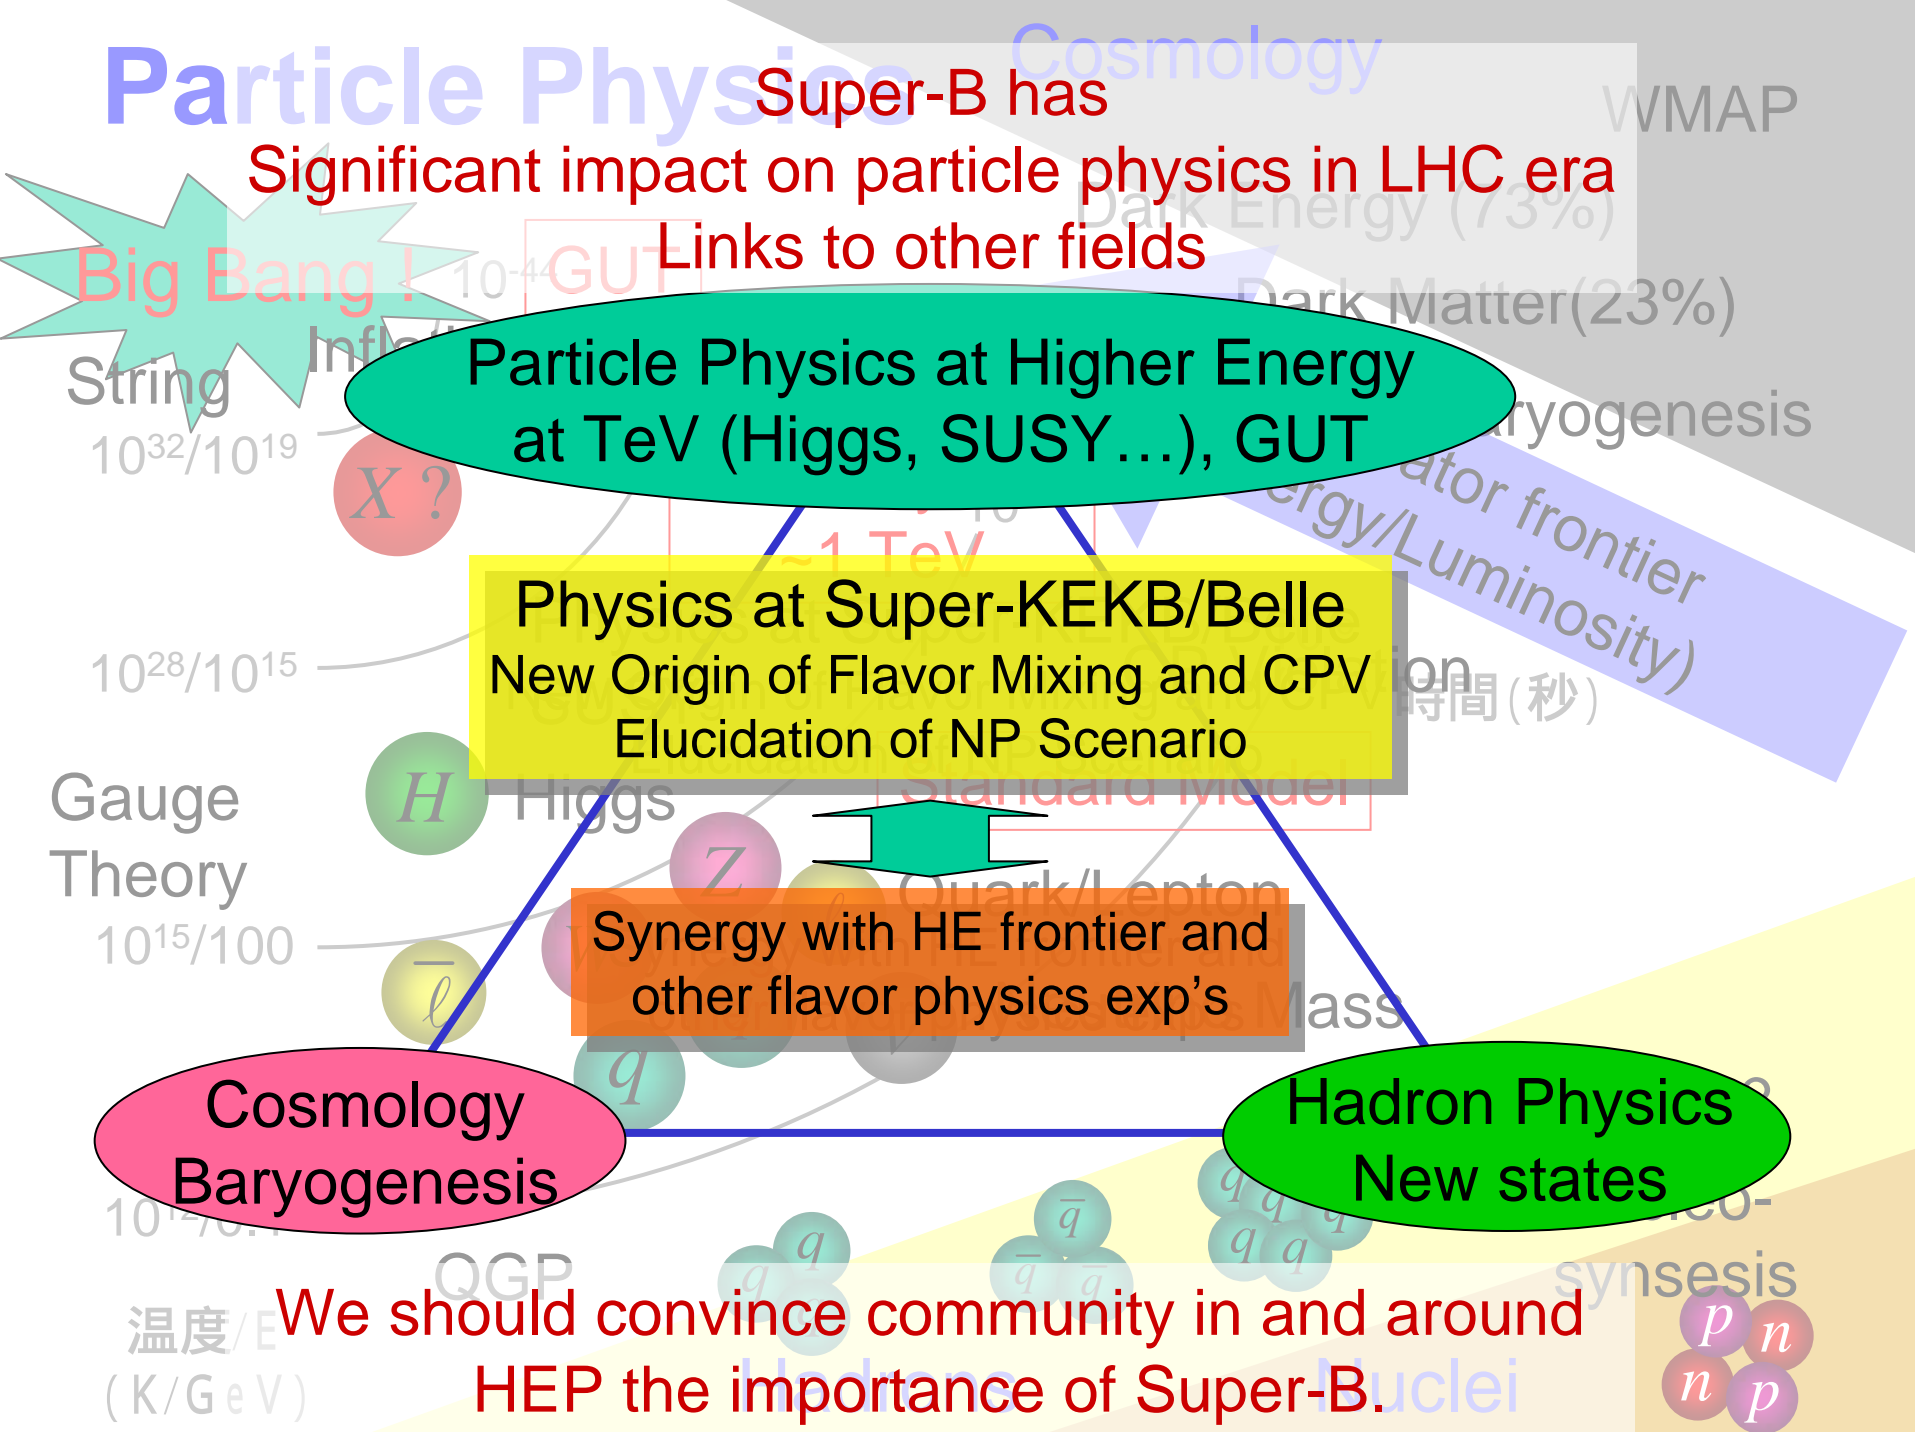 Particle Physics
Cosmology
Super-B has
WMAP
Significant impact on particle physics in LHC era
Dark Energy (73%)
Links to other fields
Big Bang !
10-44
GUT
Dark Matter(23%)
Particle Physics at Higher Energy
at TeV (Higgs, SUSY…), GUT
String
10³²/10¹⁹
X ?
~1 TeV
frontier
Physics at Super-KEKB/Belle
New Origin of Flavor Mixing and CPV
Elucidation of NP Scenario
10²⁸/10¹⁵
時間(秒)
Gauge
Theory
H
Higgs
Standard Model
Z
Quark/Lepton
Synergy with HE frontier and
other flavor physics exp's
10¹⁵/100
ℓ̅
Mass
q
Cosmology
Baryogenesis
Hadron Physics
New states
q q q
q̅ q̅ q̅
q q q q q
QGP
synsesis
We should convince community in and around
HEP the importance of Super-B.
温度/E
(K/GeV)
Hadrons
Nuclei
p n
n p